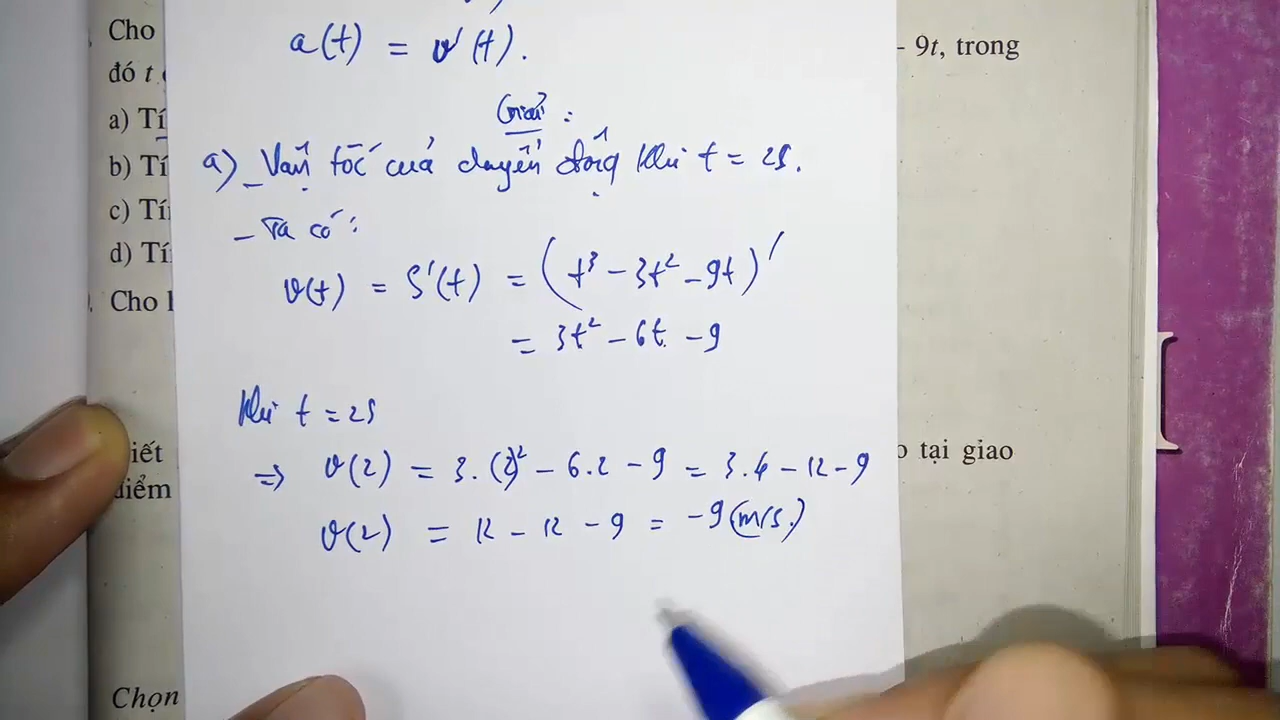 Cho
a(t) = v'(t).
– 9t, trong
đó t
Giải :
a) Tí
a) – Vận tốc của chuyển động khi t = 2s.
b) Tí
c) Tí
– Ta có :
d) Tí
v(t) = S'(t) = (t³ – 3t² – 9t)'
Cho h
= 3t² – 6t – 9
Khi t = 2s
iết
tại giao
⇒ v(2) = 3.(2)² – 6.2 – 9 = 3.4 – 12 – 9
điểm
v(2) = 12 – 12 – 9 = –9 (m/s.)
Chọn